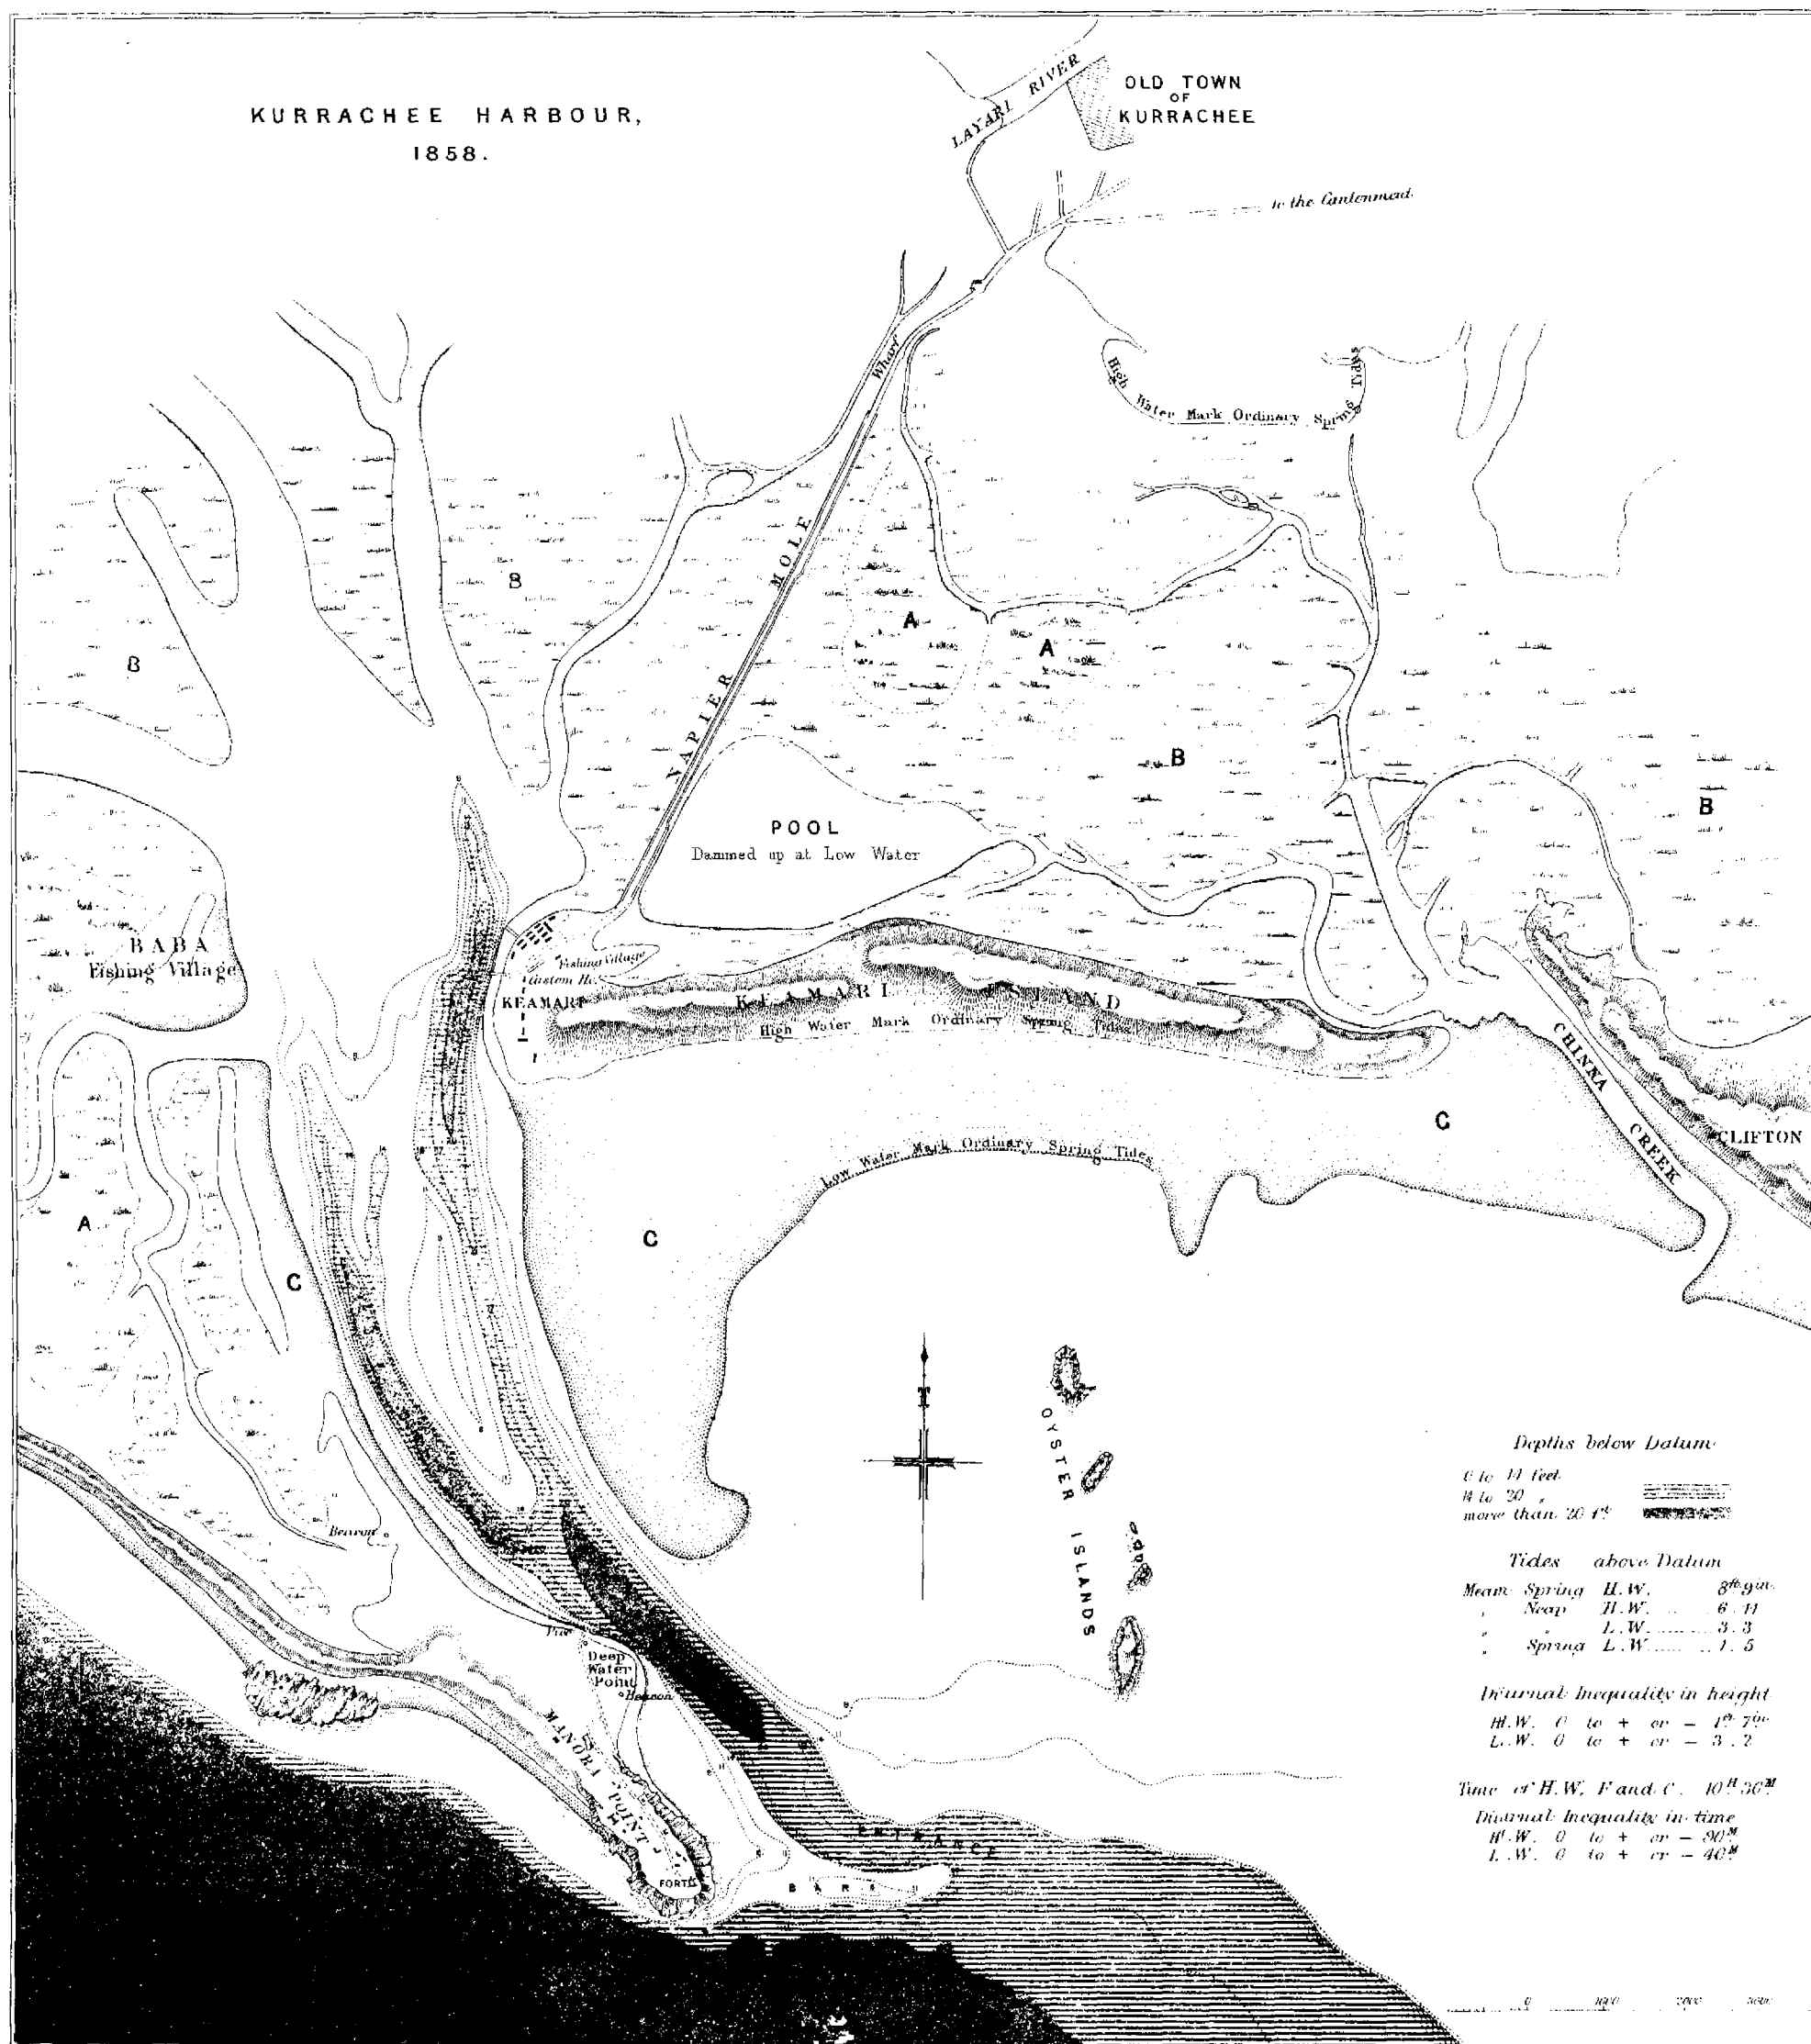 KURRACHEE HARBOUR,
1858.
LAYARI RIVER
OLD TOWN
OF
KURRACHEE
to the Cantonment
Wharf
High Water Mark Ordinary Spring Tides
NAPIER MOLE
B
B
A
A
B
B
POOL
Dammed up at Low Water
BABA
Fishing Village
Fishing Village
Custom Ho.
KEAMARI
KEAMARI ISLAND
High Water Mark Ordinary Spring Tides
CHINNA CREEK
CLIFTON
C
Low Water Mark Ordinary Spring Tides
A
C
C
T
OYSTER ISLANDS
Beacon
Deep
Water
Point
Beacon
MANORA POINT
FORT
ENTRANCE
BAR
Depths below Datum
0 to 14 feet
14 to 20 "
more than 20 ft
Tides above Datum
Mean Spring H.W. 8ft 9in.
" Neap H.W. 6.11
" " L.W. 3.3
" Spring L.W. 1.5
Diurnal Inequality in height
H.W. 0 to + or - 1ft 7in
L.W. 0 to + or - 3.2
Time of H.W. F and C. 10H 30M
Diurnal Inequality in time
H.W. 0 to + or - 90M
L.W. 0 to + or - 40M
0 1000 2000 3000